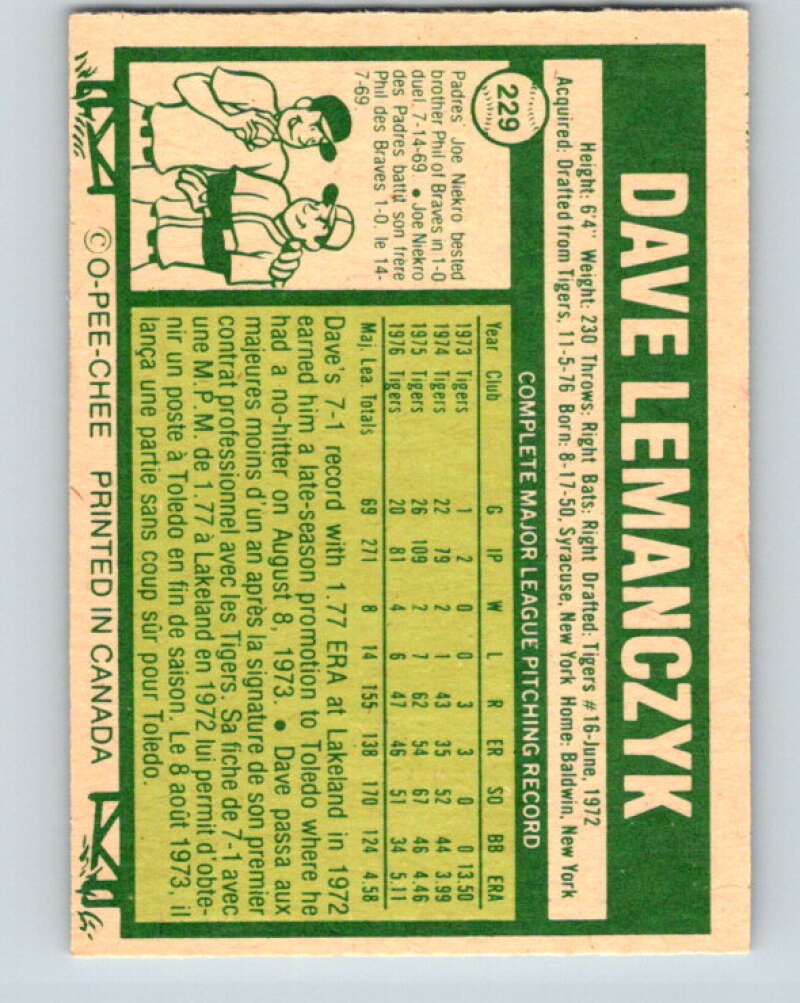 DAVE LEMANCZYK
Height: 6'4" Weight: 230 Throws: Right Bats: Right Drafted: Tigers #16-June, 1972
Acquired: Drafted from Tigers, 11-5-76 Born: 8-17-50, Syracuse, New York Home: Baldwin, New York
229
Padres' Joe Niekro bested
brother Phil of Braves in 1-0
duel, 7-14-69. • Joe Niekro
des Padres battu son frère
Phil des Braves 1-0, le 14-
7-69.
COMPLETE MAJOR LEAGUE PITCHING RECORD
Year Club G IP W L R ER SO BB ERA
1973 Tigers 1 2 0 0 3 3 0 0 13.50
1974 Tigers 22 79 2 1 43 35 52 44 3.99
1975 Tigers 26 109 2 7 62 54 67 46 4.46
1976 Tigers 20 81 4 6 47 46 51 34 5.11
Maj. Lea. Totals 69 271 8 14 155 138 170 124 4.58
Dave's 7-1 record with 1.77 ERA at Lakeland in 1972
earned him a late-season promotion to Toledo where he
had a no-hitter on August 8, 1973. • Dave passa aux
majeures moins d'un an après la signature de son premier
contrat professionnel avec les Tigers. Sa fiche de 7-1 avec
une M.P.M. de 1.77 à Lakeland en 1972 lui permit d'obte-
nir un poste à Toledo en fin de saison. Le 8 août 1973, il
lança une partie sans coup sûr pour Toledo.
© O-PEE-CHEE PRINTED IN CANADA